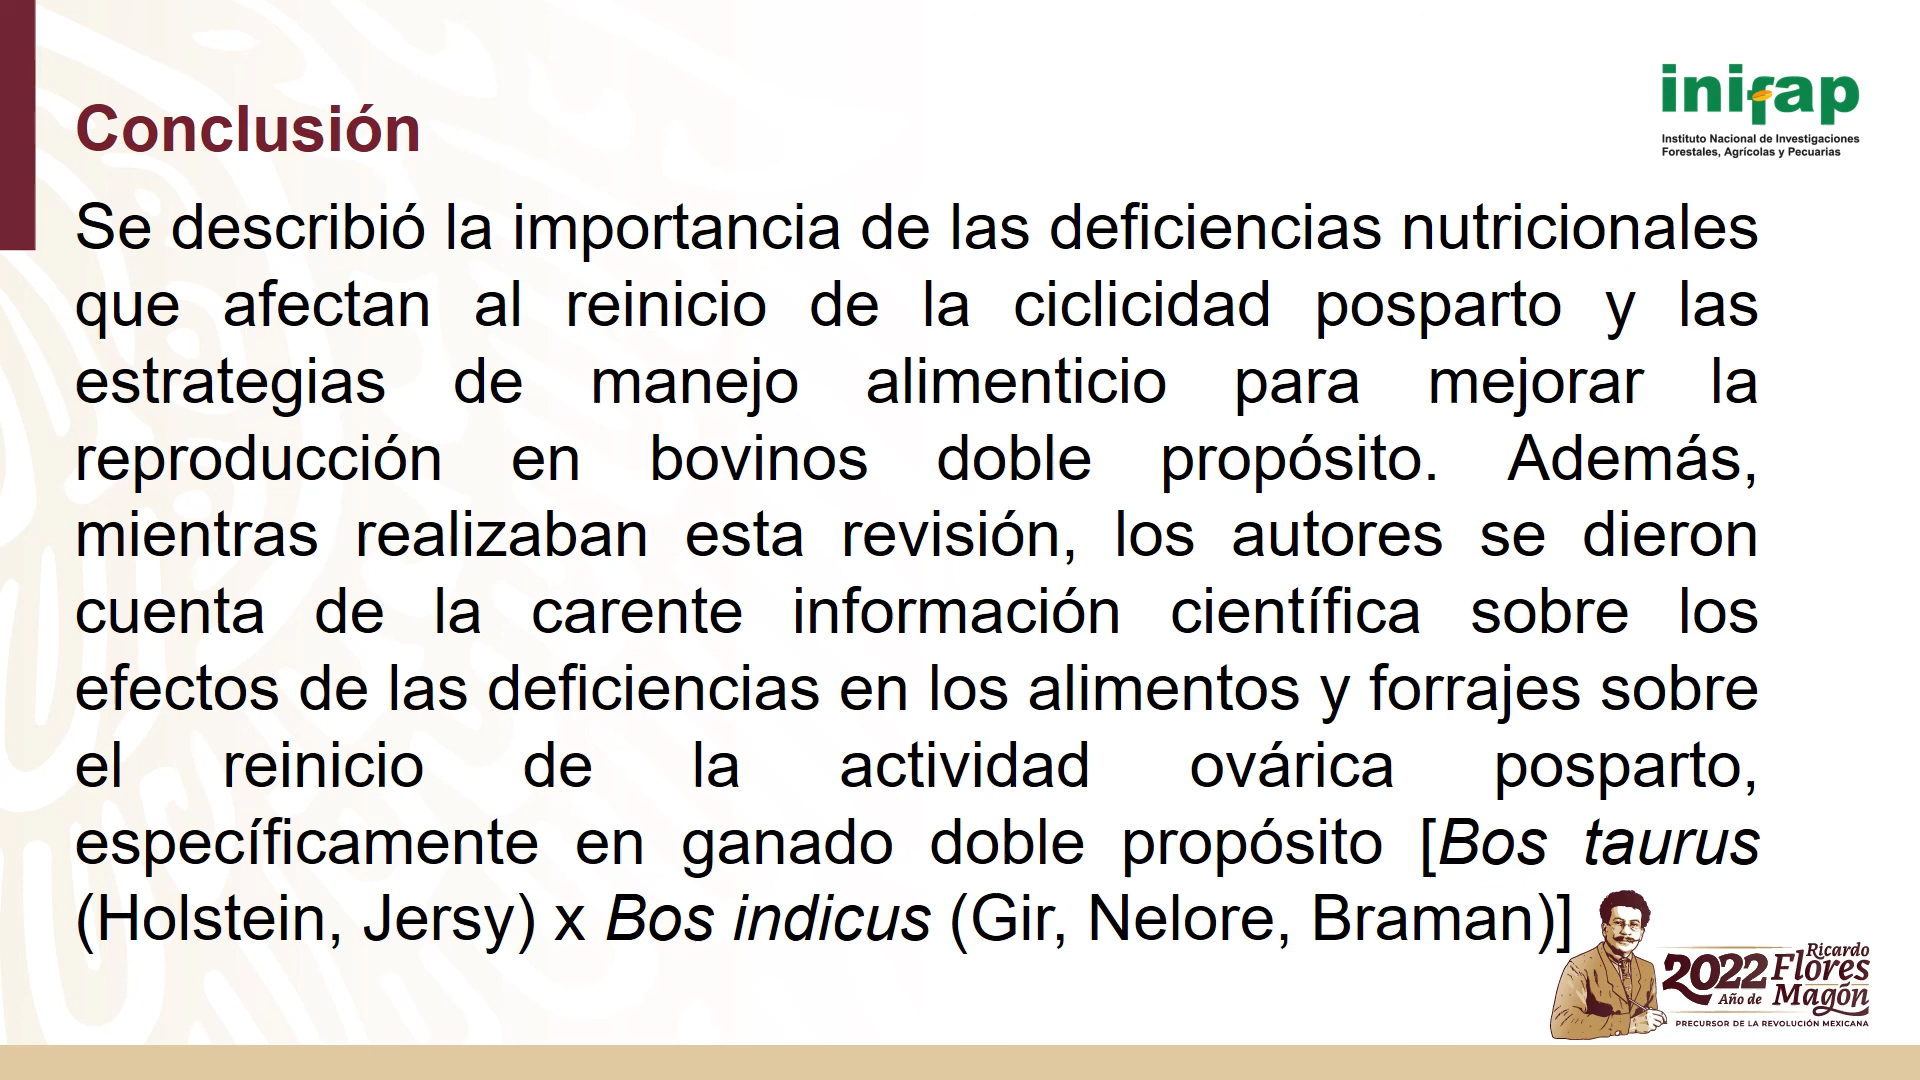 inifap
Instituto Nacional de Investigaciones
Forestales, Agrícolas y Pecuarias
Conclusión
Se describió la importancia de las deficiencias nutricionales
que afectan al reinicio de la ciclicidad posparto y las
estrategias de manejo alimenticio para mejorar la
reproducción en bovinos doble propósito. Además,
mientras realizaban esta revisión, los autores se dieron
cuenta de la carente información científica sobre los
efectos de las deficiencias en los alimentos y forrajes sobre
el reinicio de la actividad ovárica posparto,
específicamente en ganado doble propósito [Bos taurus
(Holstein, Jersy) x Bos indicus (Gir, Nelore, Braman)]
2022
Año de
Ricardo
Flores
Magón
PRECURSOR DE LA REVOLUCIÓN MEXICANA